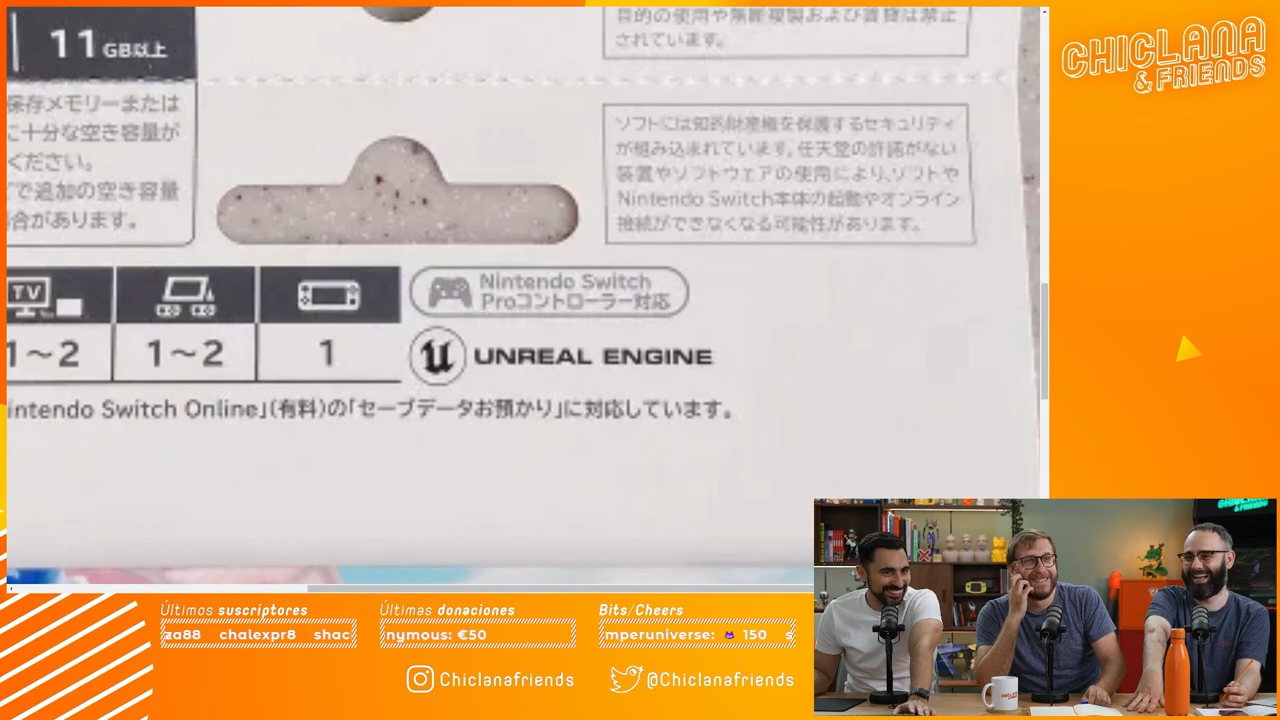 11 GB以上
保存メモリーまたは
に十分な空き容量が
ください。
で追加の空き容量
合があります。
目的の使用や無断複製および賃貸は禁止
されています。
ソフトには知的財産権を保護するセキュリティ
が組み込まれています。任天堂の許諾がない
装置やソフトウェアの使用により、ソフトや
Nintendo Switch本体の起動やオンライン
接続ができなくなる可能性があります。
TV
Nintendo Switch
Proコントローラー対応
1～2
1～2
1
UNREAL ENGINE
intendo Switch Online」(有料)の「セーブデータお預かり」に対応しています。
CHICLANA
& FRIENDS
Últimos suscriptores
za88 chalexpr8 shac
Últimas donaciones
nymous: €50
Bits/Cheers
mperuniverse: 150 s
Chiclanafriends
@Chiclanafriends